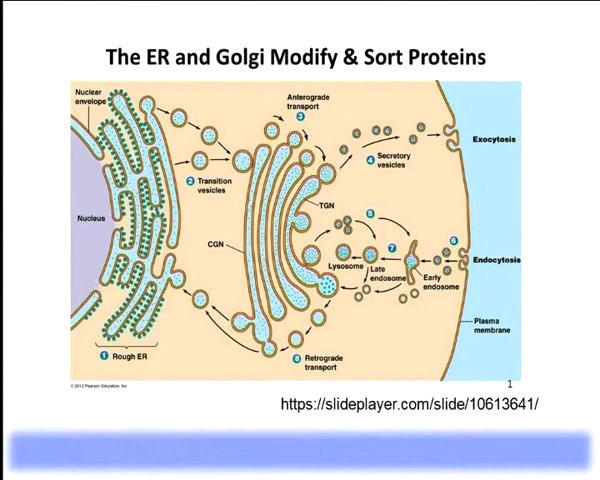 The ER and Golgi Modify & Sort Proteins
Nuclear
envelope
Anterograde
transport
3
Exocytosis
4 Secretory
vesicles
2 Transition
vesicles
TGN
Nucleus
5
CGN
7
6
Endocytosis
Lysosome
Late
endosome
Early
endosome
Plasma
membrane
1 Rough ER
8 Retrograde
transport
© 2012 Pearson Education, Inc
1
https://slideplayer.com/slide/10613641/